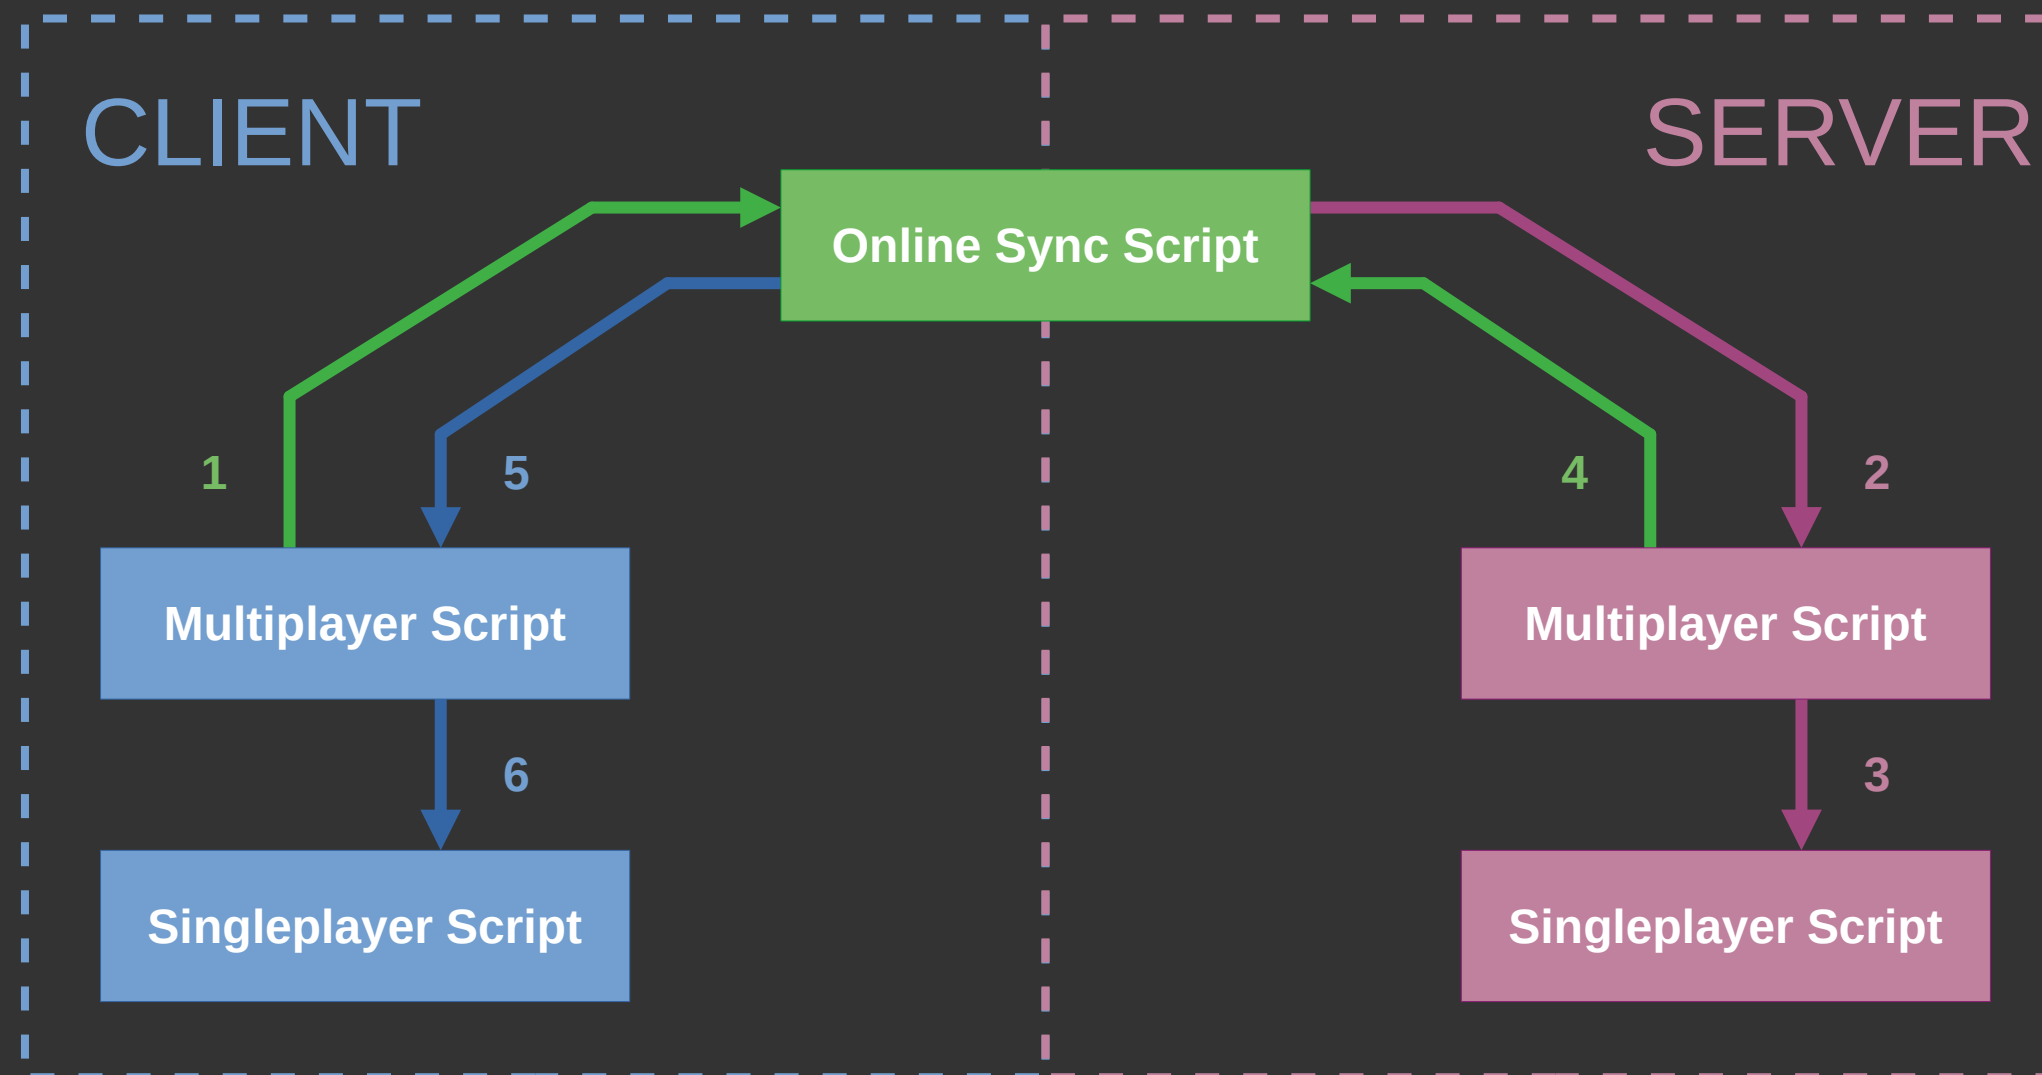 CLIENT
SERVER
Online Sync Script
1
5
4
2
Multiplayer Script
Multiplayer Script
6
3
Singleplayer Script
Singleplayer Script